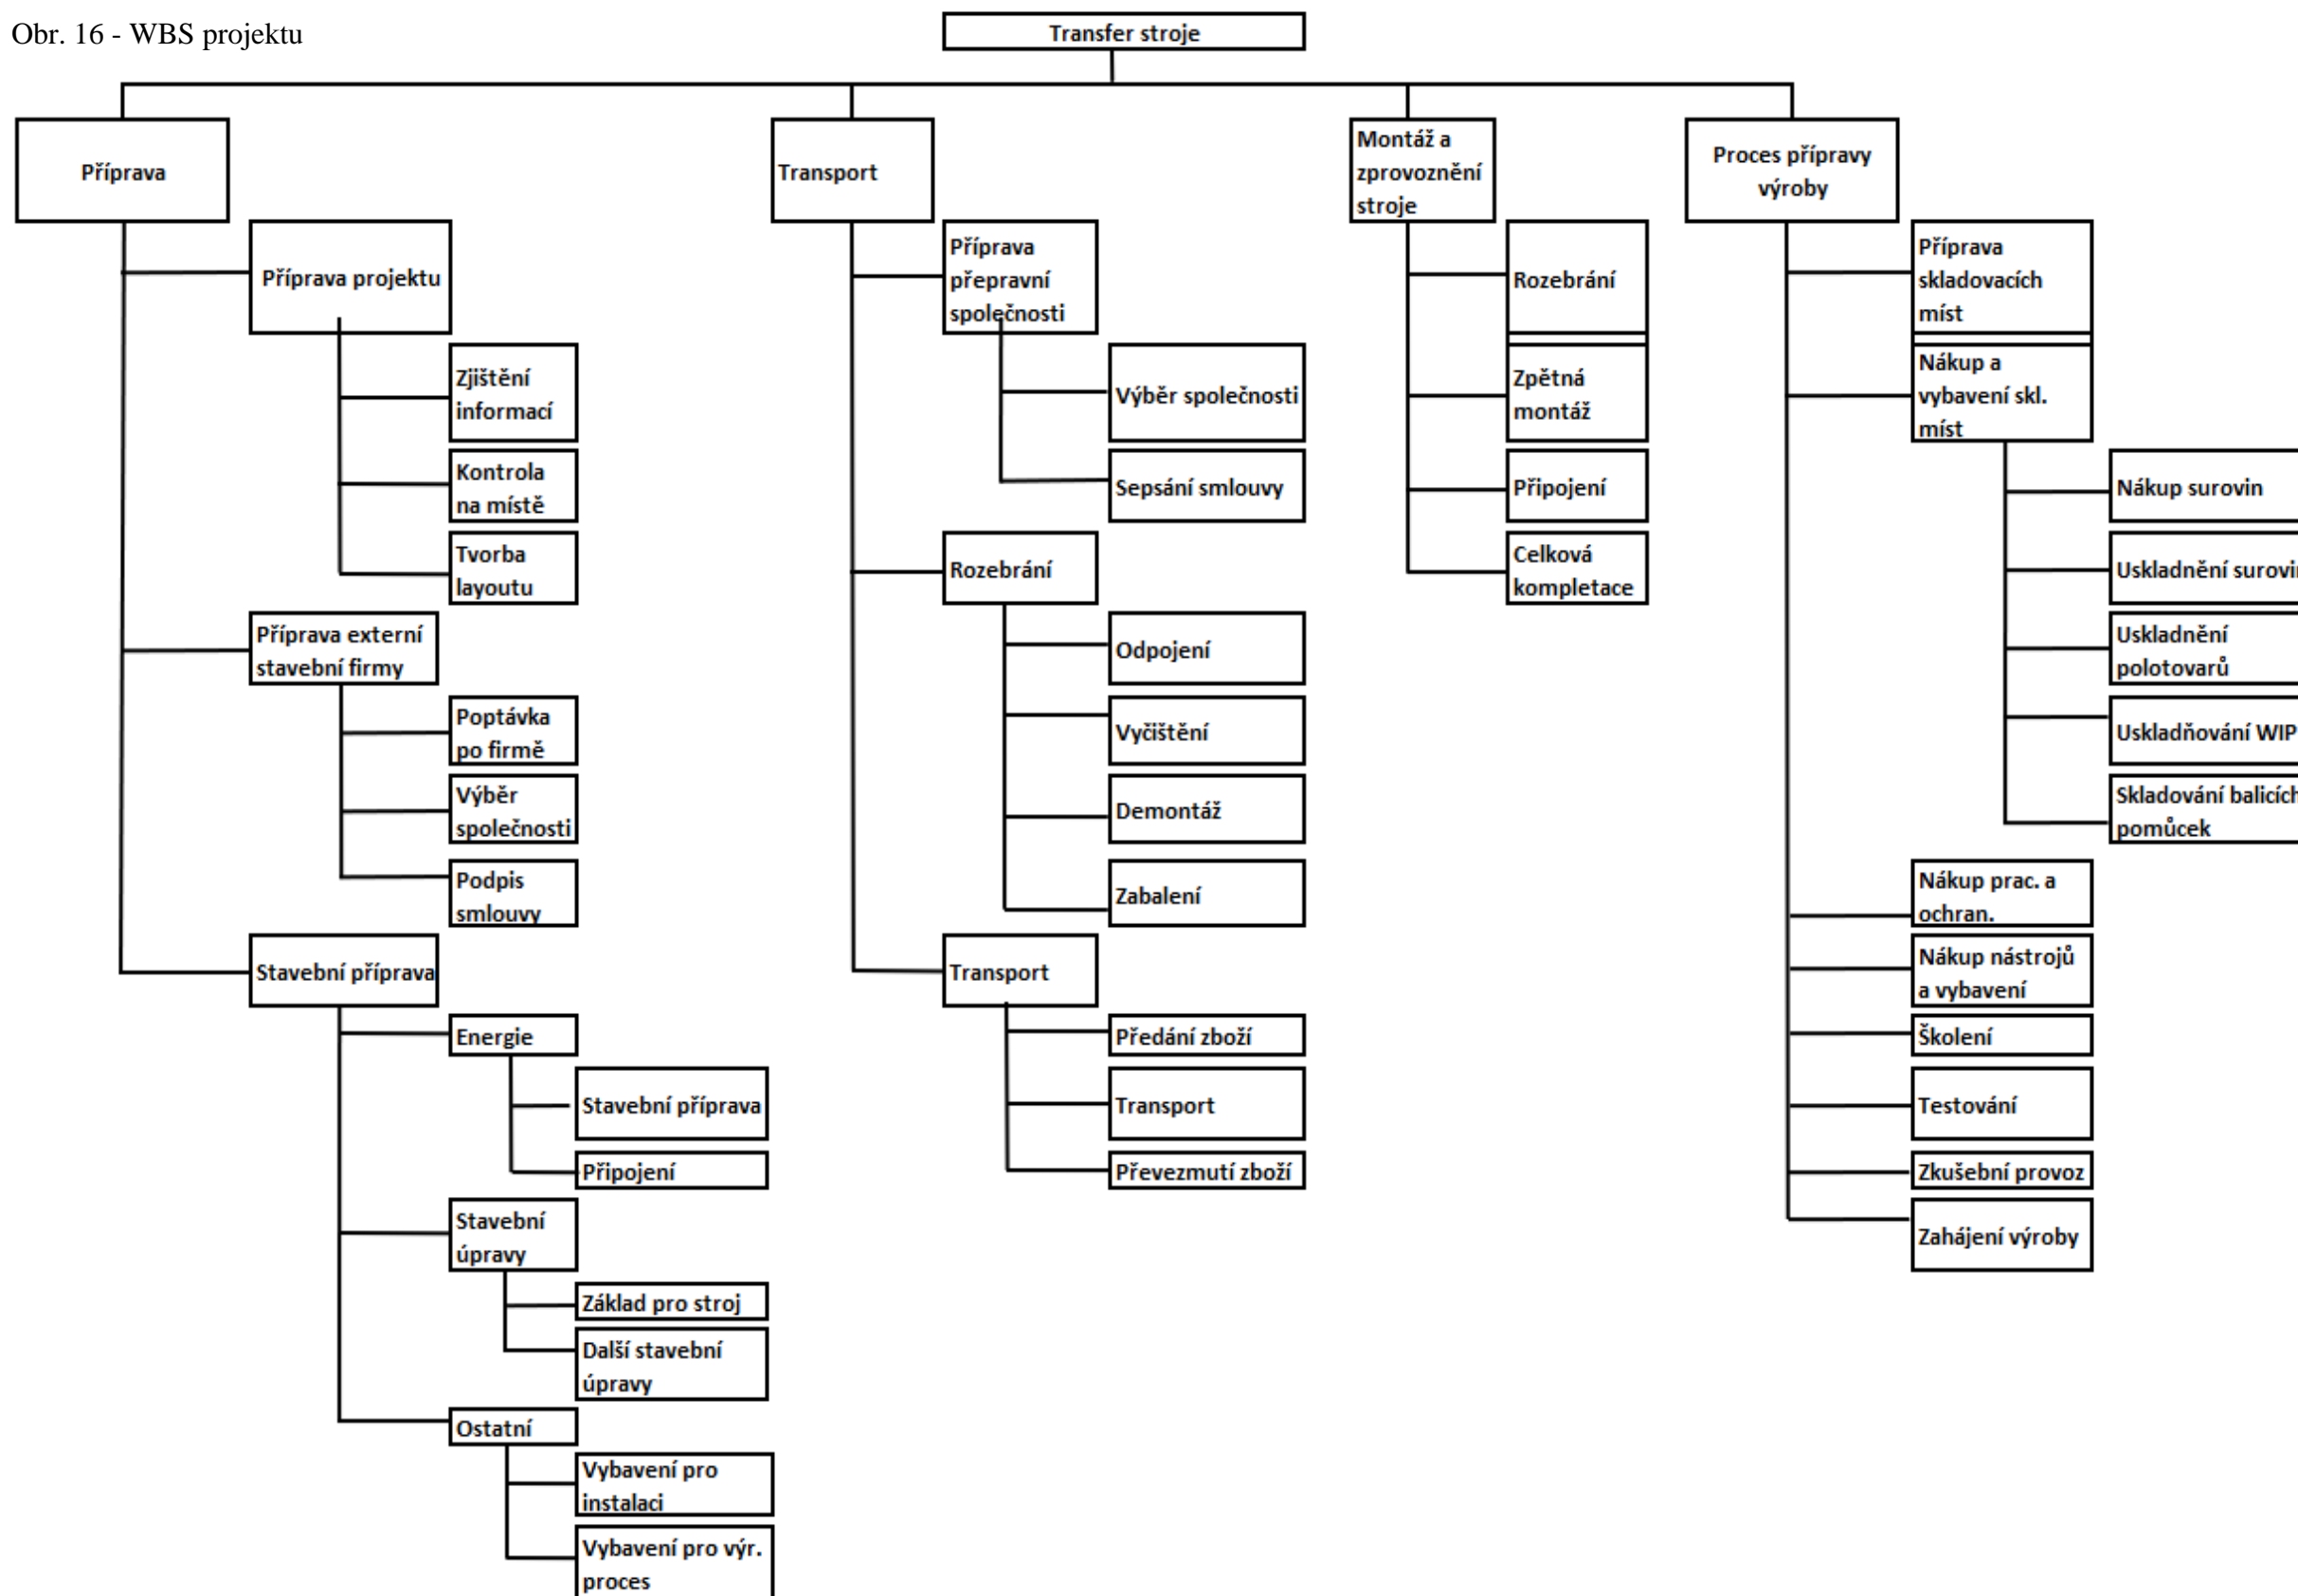 Obr. 16 - WBS projektu
Transfer stroje
Příprava
Příprava projektu
Zjištění
informací
Kontrola
na místě
Tvorba
layoutu
Příprava externí
stavební firmy
Poptávka
po firmě
Výběr
společnosti
Podpis
smlouvy
Stavební příprava
Energie
Stavební příprava
Připojení
Stavební
úpravy
Základ pro stroj
Další stavební
úpravy
Ostatní
Vybavení pro
instalaci
Vybavení pro výr.
proces
Transport
Příprava
přepravní
společnosti
Výběr společnosti
Sepsání smlouvy
Rozebrání
Odpojení
Vyčištění
Demontáž
Zabalení
Transport
Předání zboží
Transport
Převezmutí zboží
Montáž a
zprovoznění
stroje
Rozebrání
Zpětná
montáž
Připojení
Celková
kompletace
Proces přípravy
výroby
Příprava
skladovacích
míst
Nákup a
vybavení skl.
míst
Nákup surovin
Uskladnění surovin
Uskladnění
polotovarů
Uskladňování WIP
Skladování balicích
pomůcek
Nákup prac. a
ochran.
Nákup nástrojů
a vybavení
Školení
Testování
Zkušební provoz
Zahájení výroby